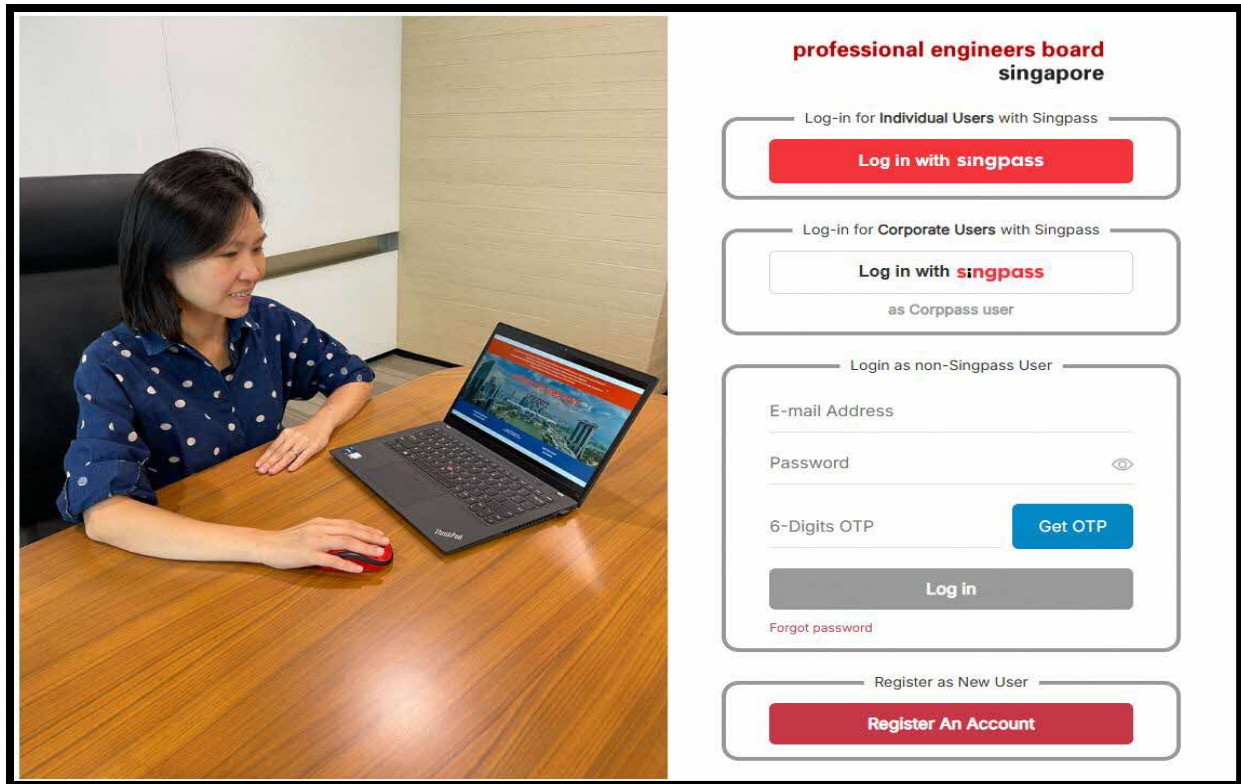 professional engineers board
singapore
Log-in for Individual Users with Singpass
Log in with singpass
Log-in for Corporate Users with Singpass
Log in with singpass
as Corppass user
Login as non-Singpass User
E-mail Address
Password
6-Digits OTP
Get OTP
Log in
Forgot password
Register as New User
Register An Account
ThinkPad